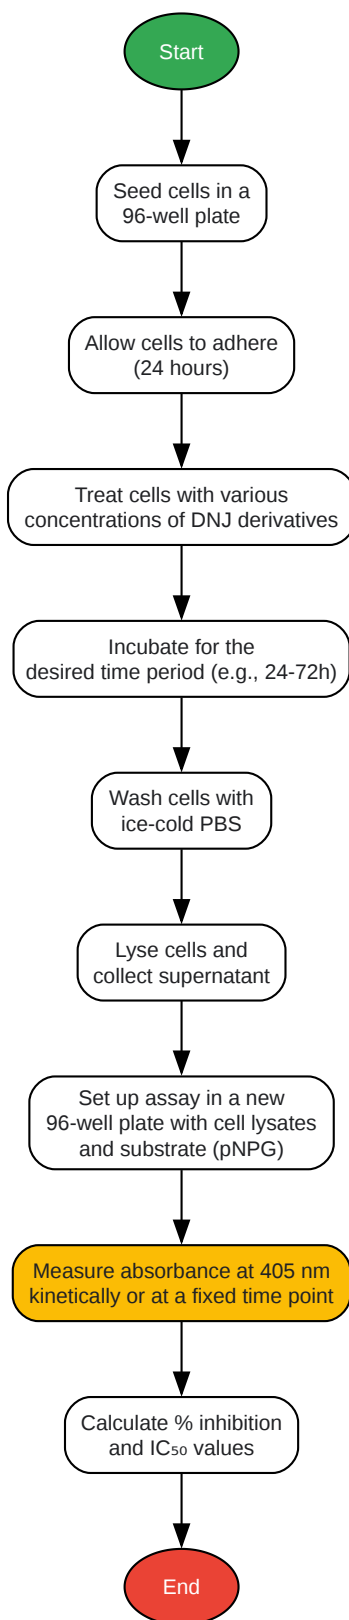 Start
Seed cells in a
96-well plate
Allow cells to adhere
(24 hours)
Treat cells with various
concentrations of DNJ derivatives
Incubate for the
desired time period (e.g., 24-72h)
Wash cells with
ice-cold PBS
Lyse cells and
collect supernatant
Set up assay in a new
96-well plate with cell lysates
and substrate (pNPG)
Measure absorbance at 405 nm
kinetically or at a fixed time point
Calculate % inhibition
and IC₅₀ values
End